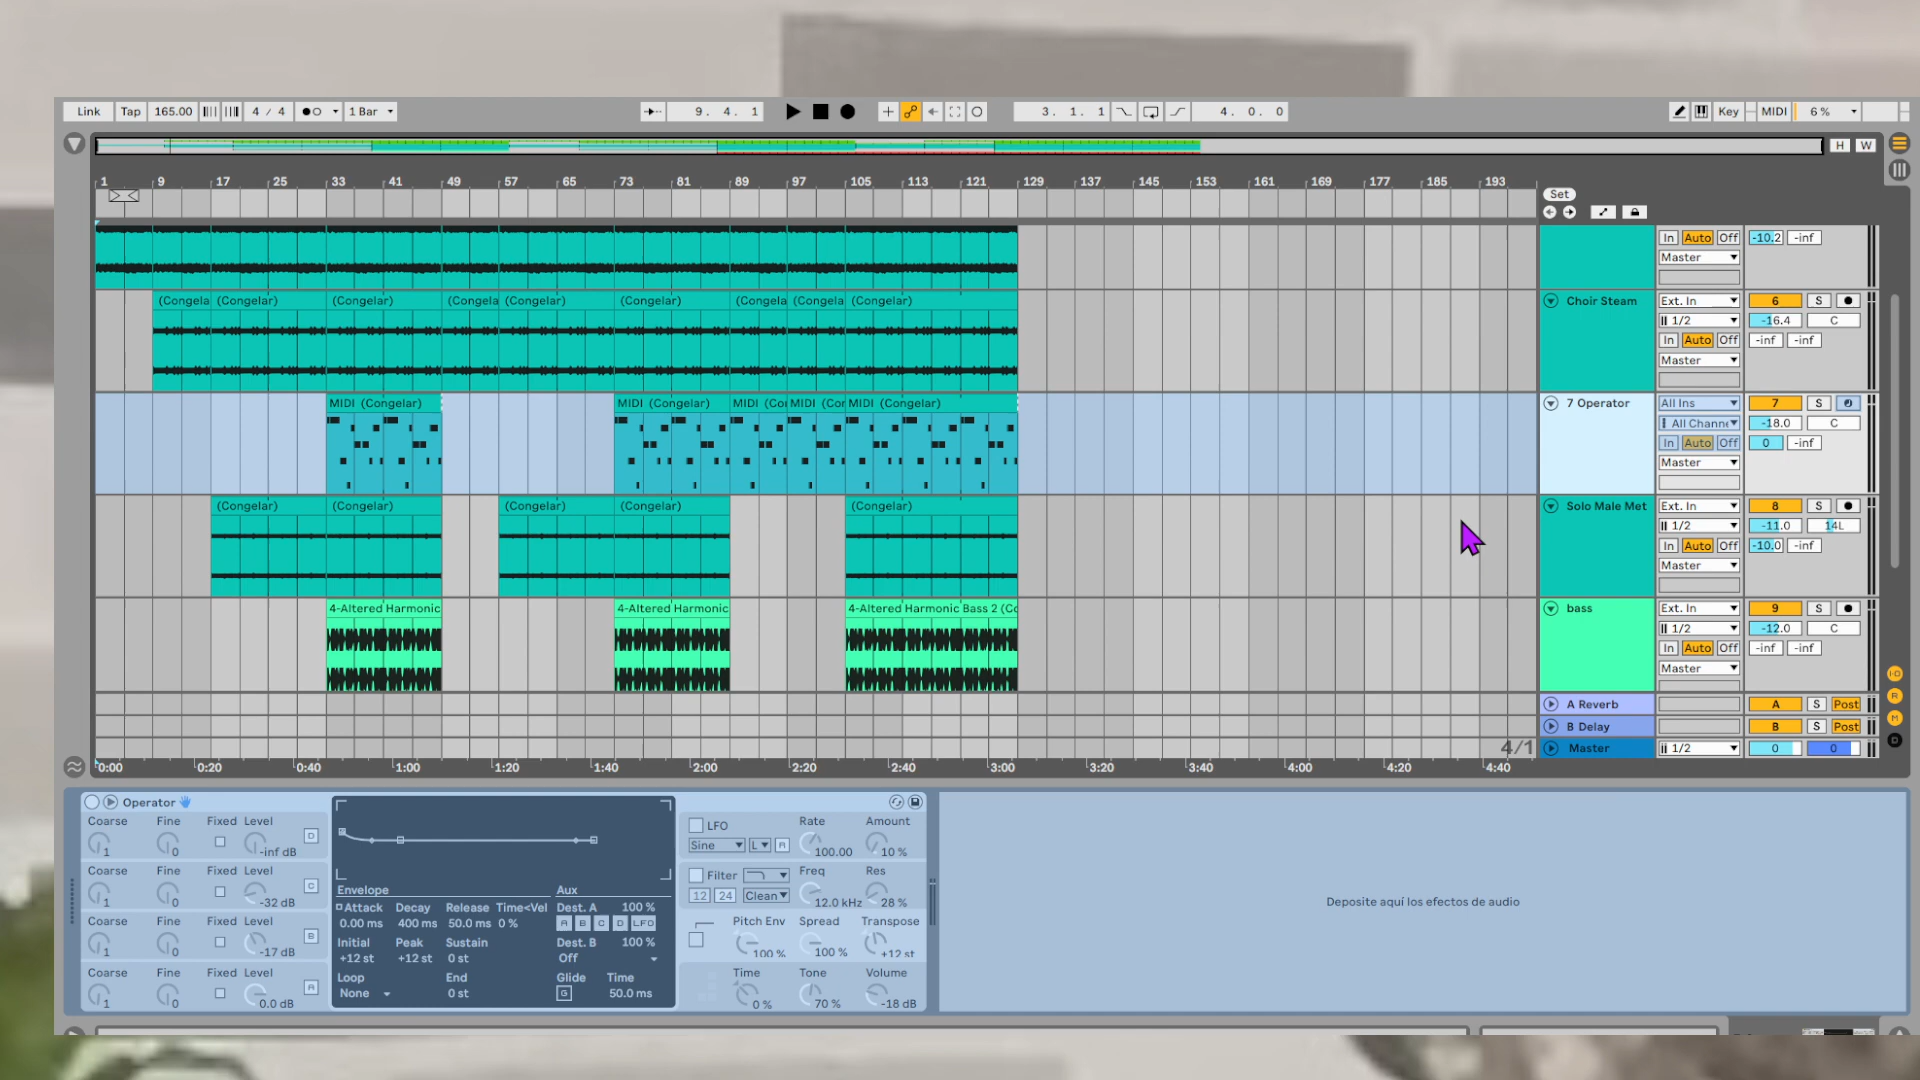 Link Tap 165.00 4 / 4 1 Bar 9. 4. 1 3. 1. 1 4. 0. 0 Key MIDI 6 %
H W
1 9 17 25 33 41 49 57 65 73 81 89 97 105 113 121 129 137 145 153 161 169 177 185 193
Set
In Auto Off -10.2 -inf
Master
(Congela (Congelar) (Congelar) (Congela (Congelar) (Congelar) (Congela (Congela (Congelar) Choir Steam Ext. In 6 S
1/2 -16.4 C
In Auto Off -inf -inf
Master
MIDI (Congelar) MIDI (Congelar) MIDI (Coi MIDI (Cor MIDI (Congelar) 7 Operator All Ins 7 S
All Channe -18.0 C
In Auto Off 0 -inf
Master
(Congelar) (Congelar) (Congelar) (Congelar) (Congelar) Solo Male Met Ext. In 8 S
1/2 -11.0 14L
In Auto Off -10.0 -inf
Master
4-Altered Harmonic 4-Altered Harmonic 4-Altered Harmonic Bass 2 (Co bass Ext. In 9 S
1/2 -12.0 C
In Auto Off -inf -inf
Master
A Reverb A S Post
B Delay B S Post
4/1 Master 1/2 0 0
0:00 0:20 0:40 1:00 1:20 1:40 2:00 2:20 2:40 3:00 3:20 3:40 4:00 4:20 4:40
Operator
Coarse Fine Fixed Level D
1 0 -inf dB
Coarse Fine Fixed Level C
1 0 -32 dB
Coarse Fine Fixed Level B
1 0 -17 dB
Coarse Fine Fixed Level A
1 0 0.0 dB
Envelope Aux
Attack Decay Release Time<Vel Dest. A 100 %
0.00 ms 400 ms 50.0 ms 0 % A B C D LFO
Initial Peak Sustain Dest. B 100 %
+12 st +12 st 0 st Off
Loop End Glide Time
None 0 st G 50.0 ms
LFO Rate Amount
Sine L R 100.00 10 %
Filter Freq Res
12 24 Clean 12.0 kHz 28 %
Pitch Env Spread Transpose
100 % 100 % +12 st
Time Tone Volume
0 % 70 % -18 dB
Deposite aquí los efectos de audio
I·O
R
M
D